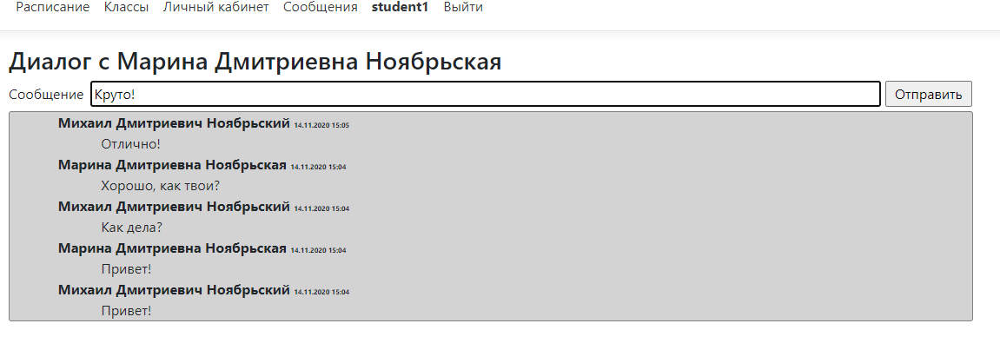 Расписание Классы Личный кабинет Сообщения student1 Выйти
Диалог с Марина Дмитриевна Ноябрьская
Сообщение Круто! Отправить
Михаил Дмитриевич Ноябрьский 14.11.2020 15:05
Отлично!
Марина Дмитриевна Ноябрьская 14.11.2020 15:04
Хорошо, как твои?
Михаил Дмитриевич Ноябрьский 14.11.2020 15:04
Как дела?
Марина Дмитриевна Ноябрьская 14.11.2020 15:04
Привет!
Михаил Дмитриевич Ноябрьский 14.11.2020 15:04
Привет!